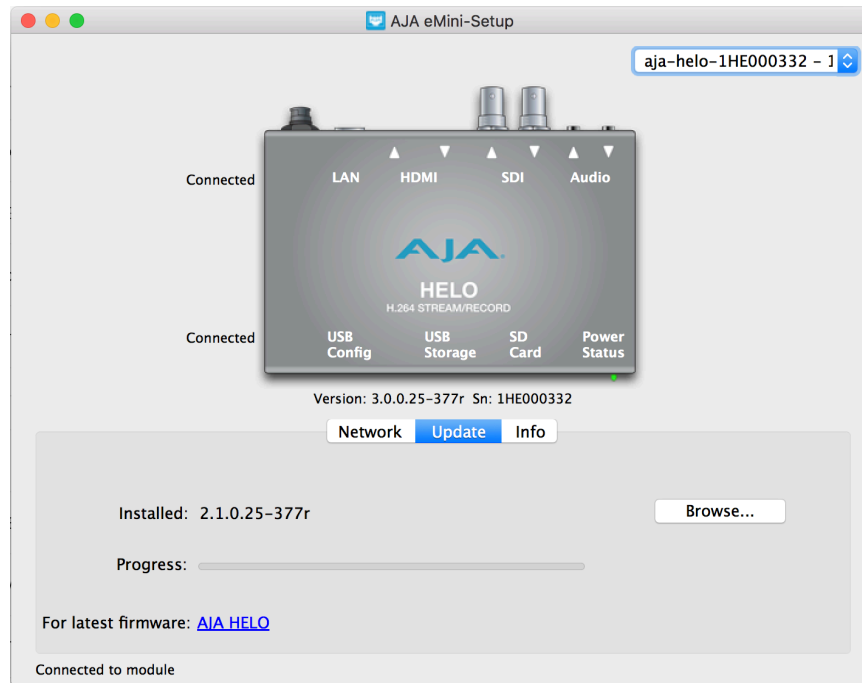 AJA eMini-Setup
aja-helo-1HE000332 - 1
Connected
LAN HDMI SDI Audio
AJA
HELO
H.264 STREAM/RECORD
Connected
USB Config
USB Storage
SD Card
Power Status
Version: 3.0.0.25-377r Sn: 1HE000332
Network Update Info
Installed: 2.1.0.25-377r
Browse...
Progress:
For latest firmware: AJA HELO
Connected to module